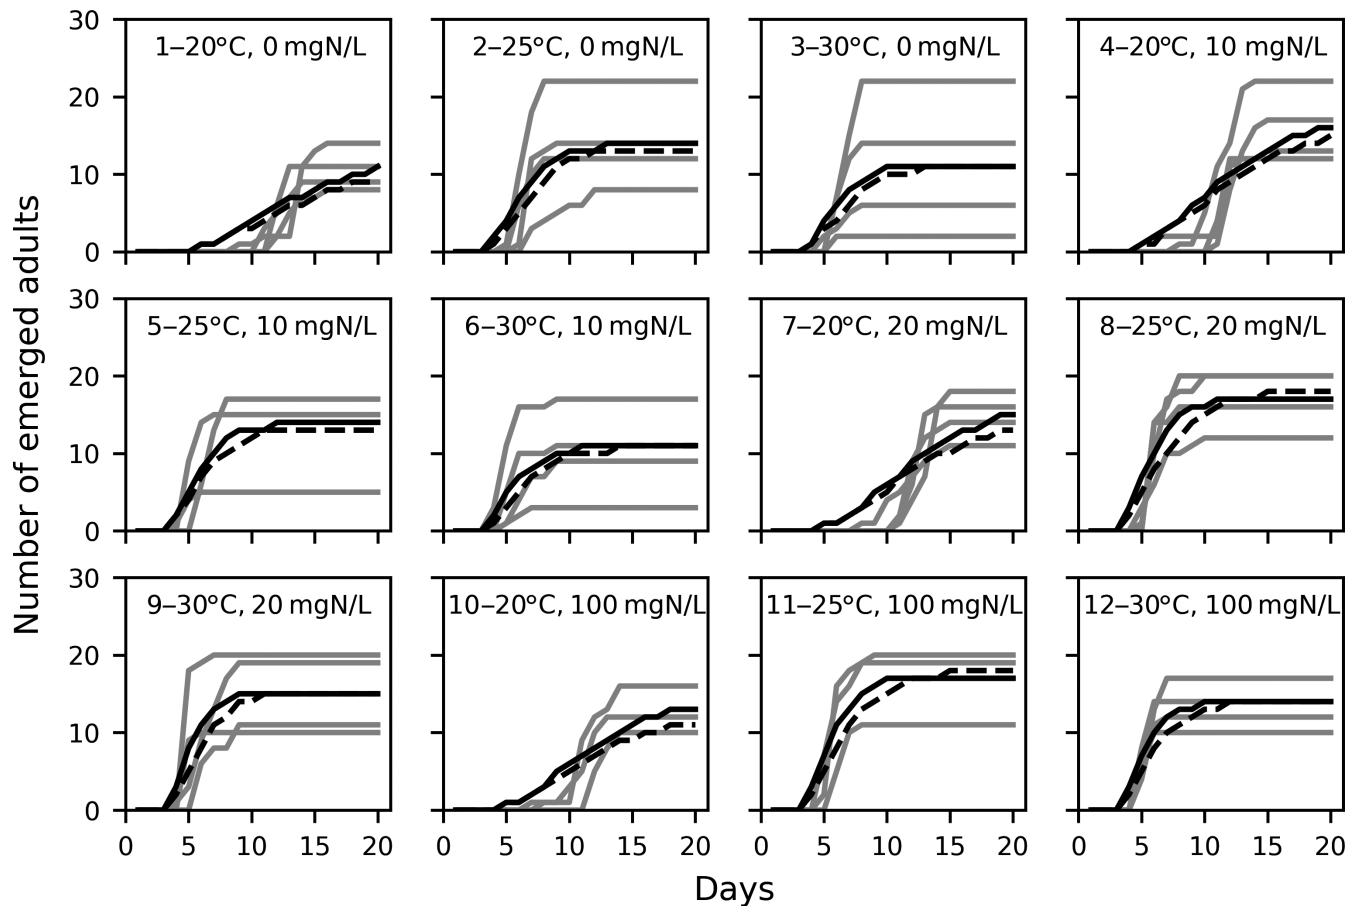 Number of emerged adults
30
20
10
0
1–20°C, 0 mgN/L
2–25°C, 0 mgN/L
3–30°C, 0 mgN/L
4–20°C, 10 mgN/L
30
20
10
0
5–25°C, 10 mgN/L
6–30°C, 10 mgN/L
7–20°C, 20 mgN/L
8–25°C, 20 mgN/L
30
20
10
0
9–30°C, 20 mgN/L
10–20°C, 100 mgN/L
11–25°C, 100 mgN/L
12–30°C, 100 mgN/L
0 5 10 15 20
0 5 10 15 20
0 5 10 15 20
0 5 10 15 20
Days